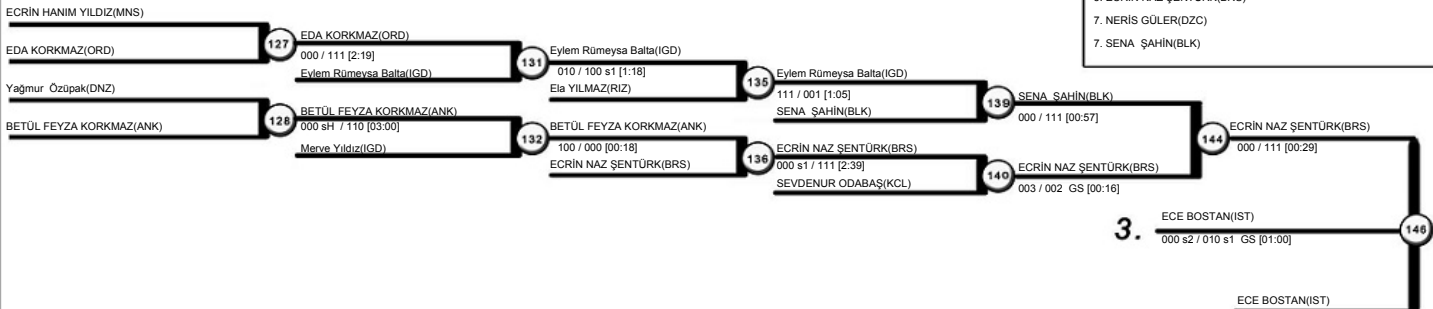 ECRİN HANIM YILDIZ(MNS)
EDA KORKMAZ(ORD)
Yağmur Özüpak(DNZ)
BETÜL FEYZA KORKMAZ(ANK)
127
128
EDA KORKMAZ(ORD)
000 / 111 [2:19]
Eylem Rümeysa Balta(IGD)
BETÜL FEYZA KORKMAZ(ANK)
000 sH / 110 [03:00]
Merve Yıldız(IGD)
131
132
Eylem Rümeysa Balta(IGD)
010 / 100 s1 [1:18]
Ela YILMAZ(RIZ)
BETÜL FEYZA KORKMAZ(ANK)
100 / 000 [00:18]
ECRİN NAZ ŞENTÜRK(BRS)
135
136
Eylem Rümeysa Balta(IGD)
111 / 001 [1:05]
SENA ŞAHİN(BLK)
ECRİN NAZ ŞENTÜRK(BRS)
000 s1 / 111 [2:39]
SEVDENUR ODABAŞ(KCL)
139
140
SENA ŞAHİN(BLK)
000 / 111 [00:57]
ECRİN NAZ ŞENTÜRK(BRS)
003 / 002 GS [00:16]
144
ECRİN NAZ ŞENTÜRK(BRS)
000 / 111 [00:29]
3. ECE BOSTAN(IST)
000 s2 / 010 s1 GS [01:00]
146
ECE BOSTAN(IST)
7. NERİS GÜLER(DZC)
7. SENA ŞAHİN(BLK)